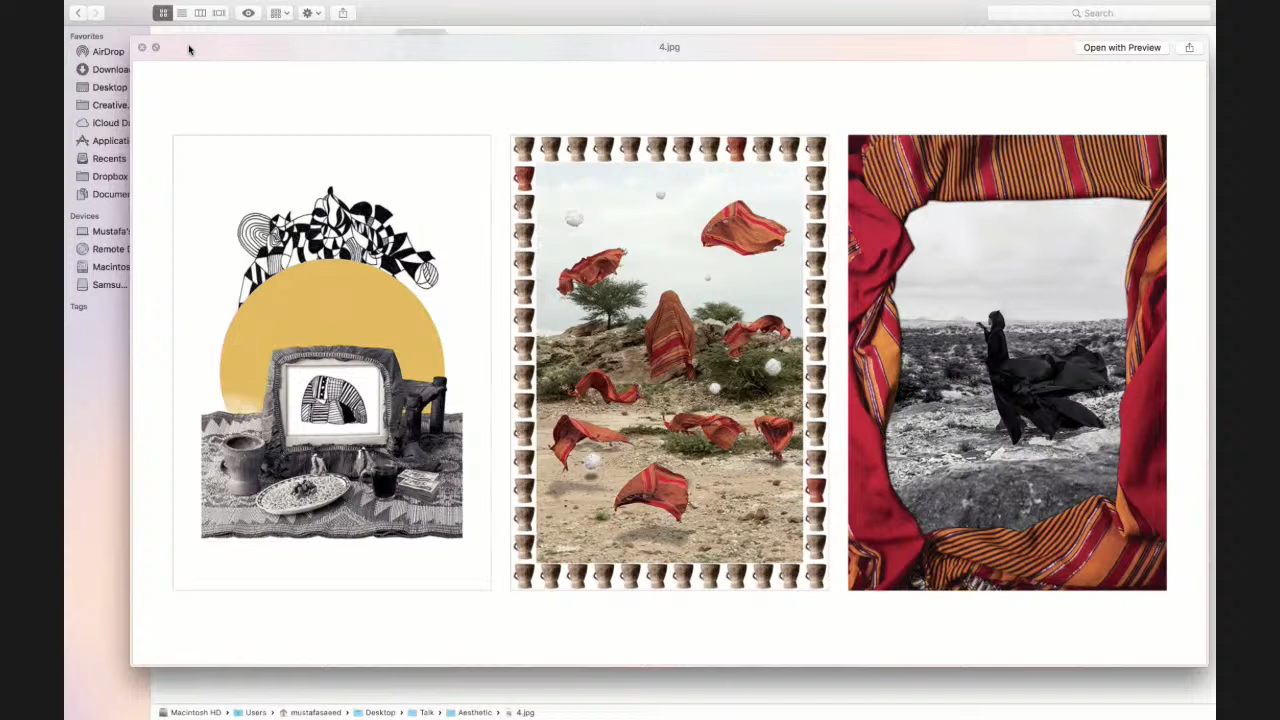 Search
Favorites
4.jpg
Open with Preview
AirDrop
Downloa
Desktop
Creative.
iCloud Dr
Applicati
Recents
Dropbox
Documen
Devices
Mustafa's
Remote D
Macintos
Samsu...
Tags
Macintosh HD › Users › mustafasaeed › Desktop › Talk › Aesthetic › 4.jpg